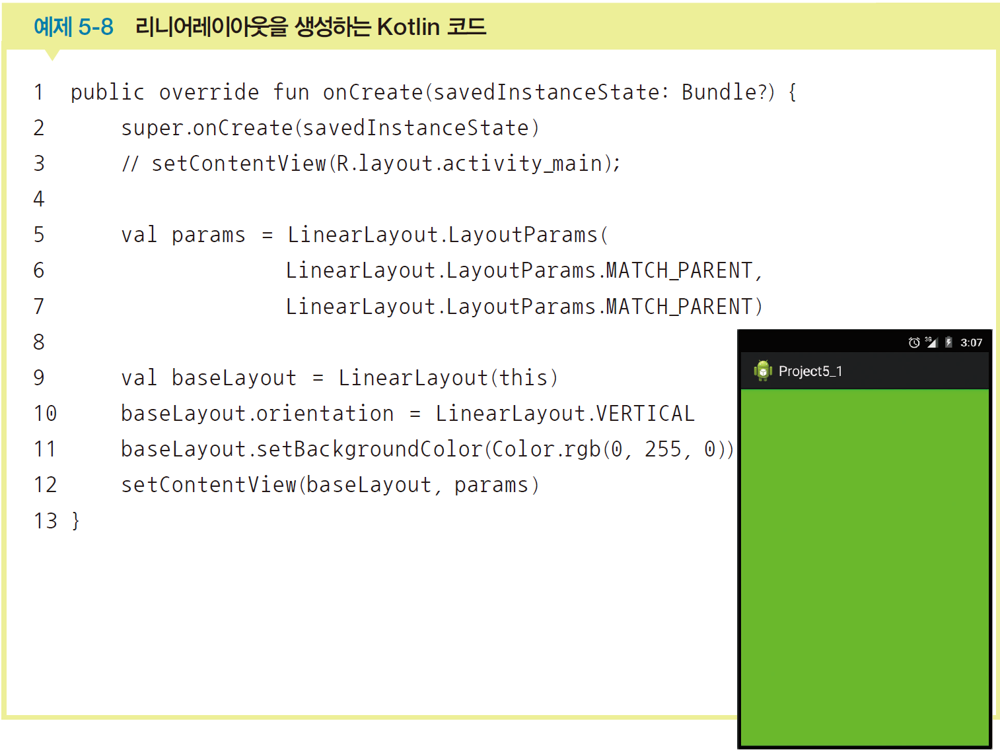 예제 5-8 리니어레이아웃을 생성하는 Kotlin 코드
1 public override fun onCreate(savedInstanceState: Bundle?) {
2 super.onCreate(savedInstanceState)
3 // setContentView(R.layout.activity_main);
4
5 val params = LinearLayout.LayoutParams(
6 LinearLayout.LayoutParams.MATCH_PARENT,
7 LinearLayout.LayoutParams.MATCH_PARENT)
8
9 val baseLayout = LinearLayout(this)
10 baseLayout.orientation = LinearLayout.VERTICAL
11 baseLayout.setBackgroundColor(Color.rgb(0, 255, 0))
12 setContentView(baseLayout, params)
13 }
3G 3:07
Project5_1